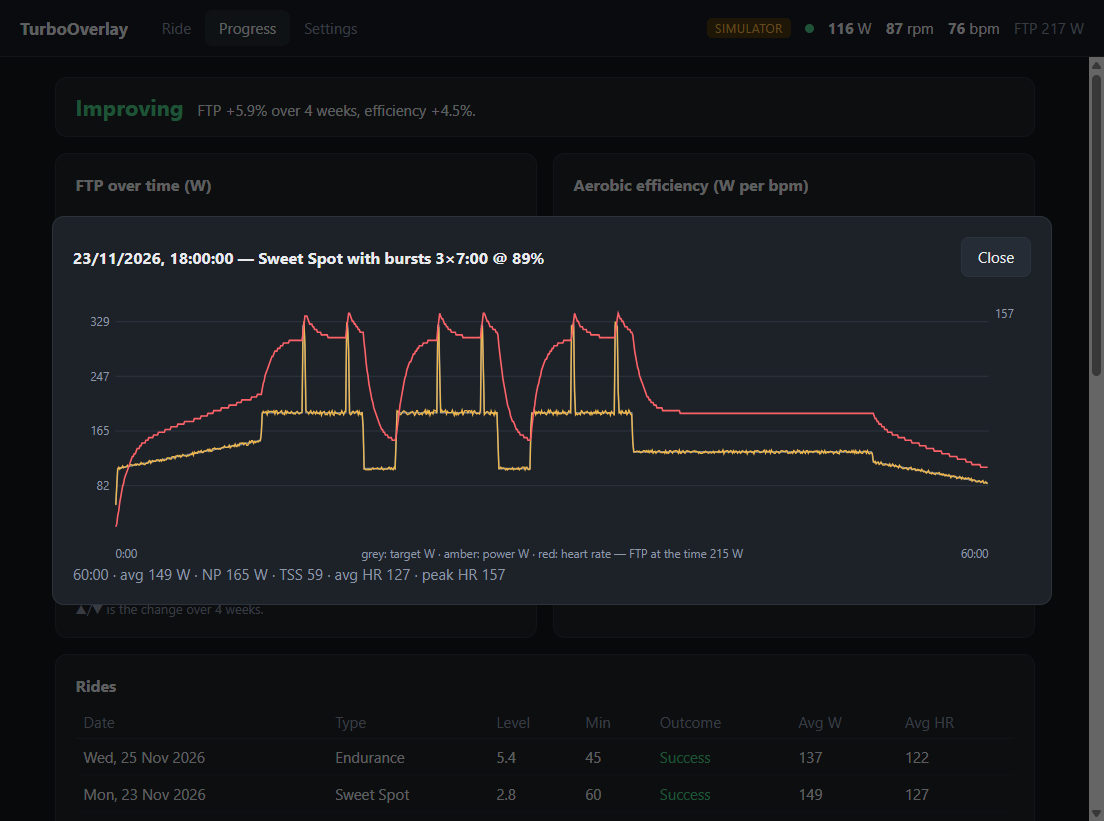 TurboOverlay Ride Progress Settings SIMULATOR 116 W 87 rpm 76 bpm FTP 217 W
Improving FTP +5.9% over 4 weeks, efficiency +4.5%.
FTP over time (W) Aerobic efficiency (W per bpm)
23/11/2026, 18:00:00 — Sweet Spot with bursts 3×7:00 @ 89% Close
329 157
247
165
82
0:00 grey: target W · amber: power W · red: heart rate — FTP at the time 215 W 60:00
60:00 · avg 149 W · NP 165 W · TSS 59 · avg HR 127 · peak HR 157
▲/▼ is the change over 4 weeks.
Rides
Date Type Level Min Outcome Avg W Avg HR
Wed, 25 Nov 2026 Endurance 5.4 45 Success 137 122
Mon, 23 Nov 2026 Sweet Spot 2.8 60 Success 149 127